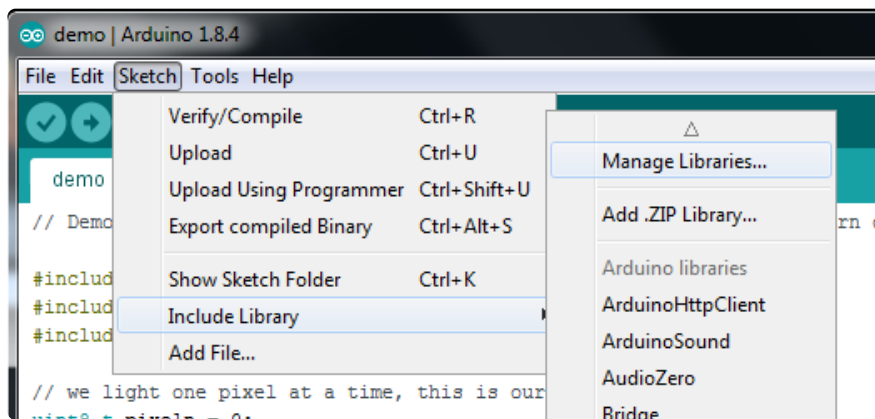 demo | Arduino 1.8.4
File Edit Sketch Tools Help
Verify/Compile Ctrl+R
Upload Ctrl+U
Upload Using Programmer Ctrl+Shift+U
Export compiled Binary Ctrl+Alt+S
Show Sketch Folder Ctrl+K
Include Library
Add File...
Manage Libraries...
Add .ZIP Library...
Arduino libraries
ArduinoHttpClient
ArduinoSound
AudioZero
Bridge
demo
// Demo
#includ
#includ
#includ
// we light one pixel at a time, this is our
uint8_t pixeln = 0;